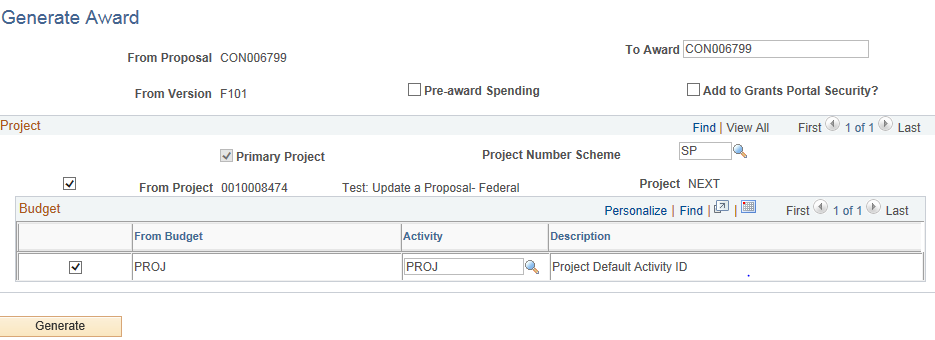 Generate Award
From Proposal CON006799 To Award CON006799
From Version F101 Pre-award Spending Add to Grants Portal Security?
Project Find | View All First 1 of 1 Last
Primary Project Project Number Scheme SP
From Project 0010008474 Test: Update a Proposal- Federal Project NEXT
Budget Personalize | Find | | First 1 of 1 Last
From Budget Activity Description
PROJ PROJ Project Default Activity ID
Generate